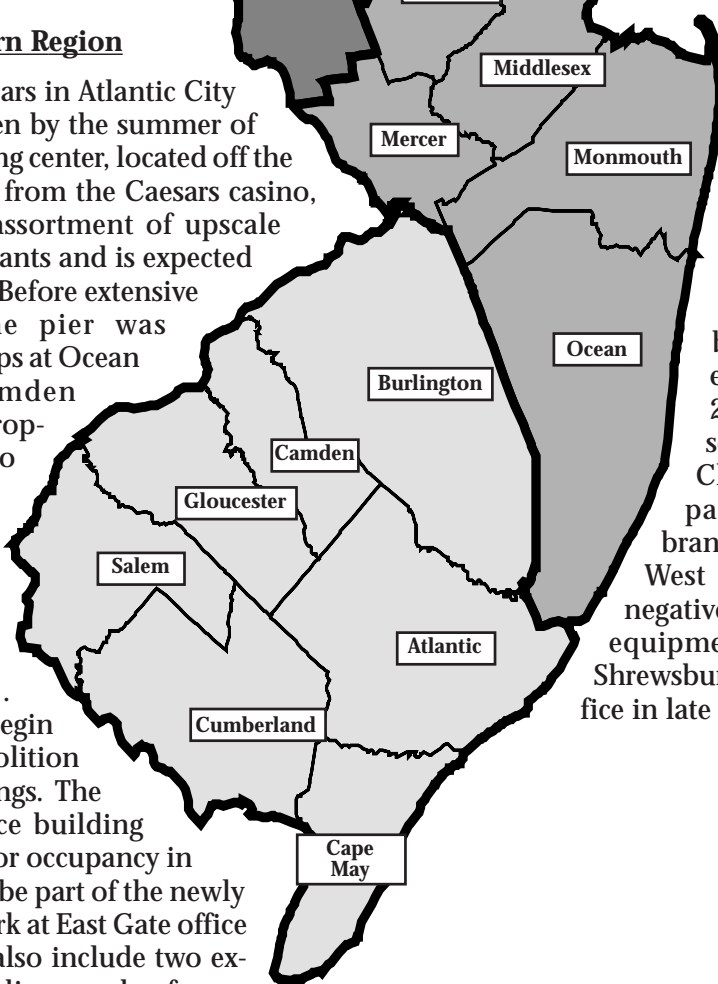 rn Region
ars in Atlantic City
en by the summer of
ng center, located off the
from the Caesars casino,
assortment of upscale
ants and is expected
Before extensive
e pier was
ps at Ocean
mden
rop-
o
.
egin
olition
ngs. The
ce building
or occupancy in
be part of the newly
rk at East Gate office
also include two ex-
Middlesex
Mercer
Monmouth
Ocean
Burlington
Camden
Gloucester
Salem
Atlantic
Cumberland
Cape
May
b
e
2
s
Cl
pa
bran
West
negative
equipme
Shrewsbur
fice in late